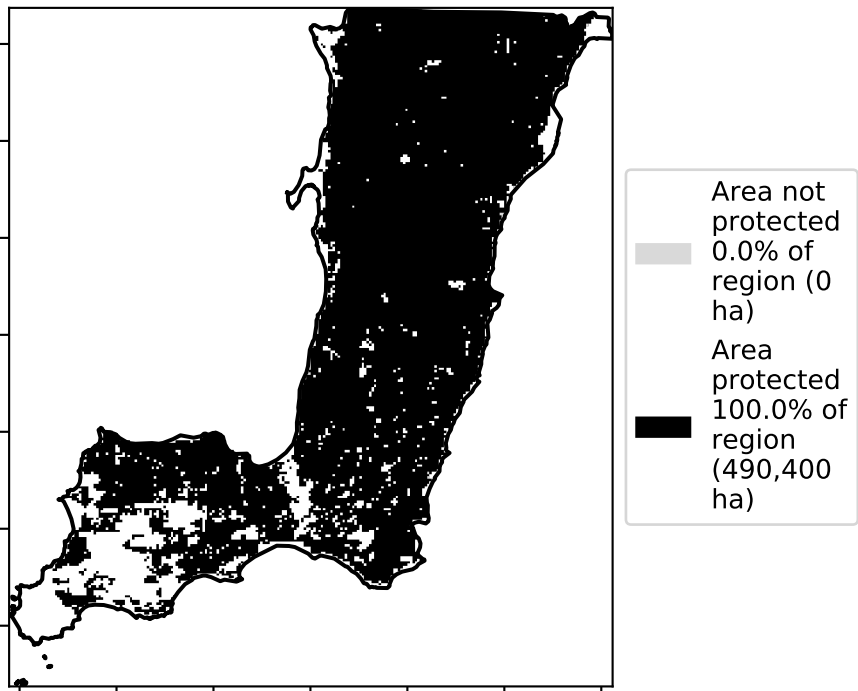 Area not
protected
0.0% of
region (0
ha)
Area
protected
100.0% of
region
(490,400
ha)